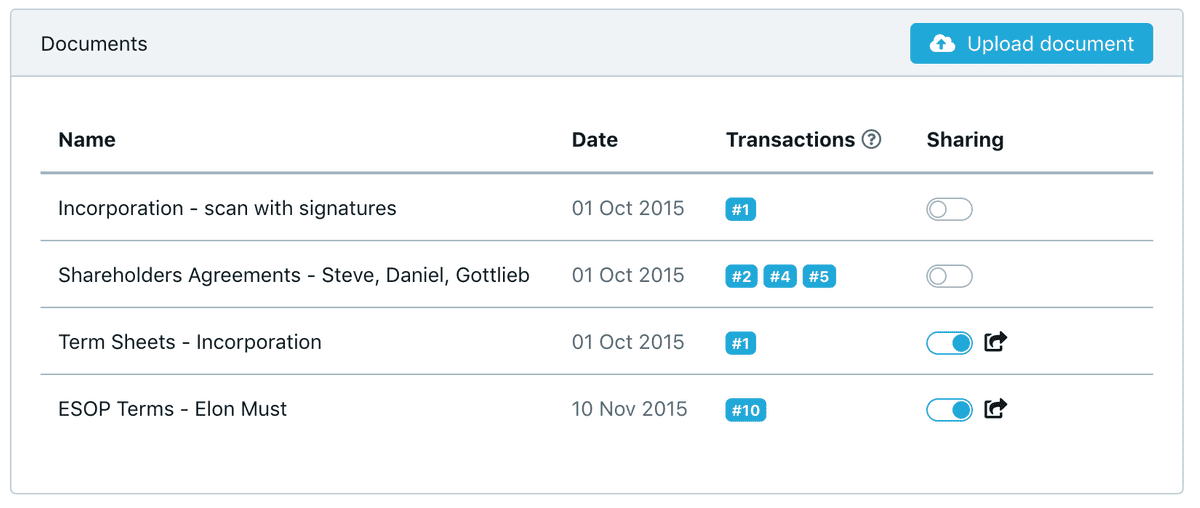 Documents
Upload document
Name Date Transactions ? Sharing
Incorporation - scan with signatures 01 Oct 2015 #1
Shareholders Agreements - Steve, Daniel, Gottlieb 01 Oct 2015 #2 #4 #5
Term Sheets - Incorporation 01 Oct 2015 #1
ESOP Terms - Elon Must 10 Nov 2015 #10